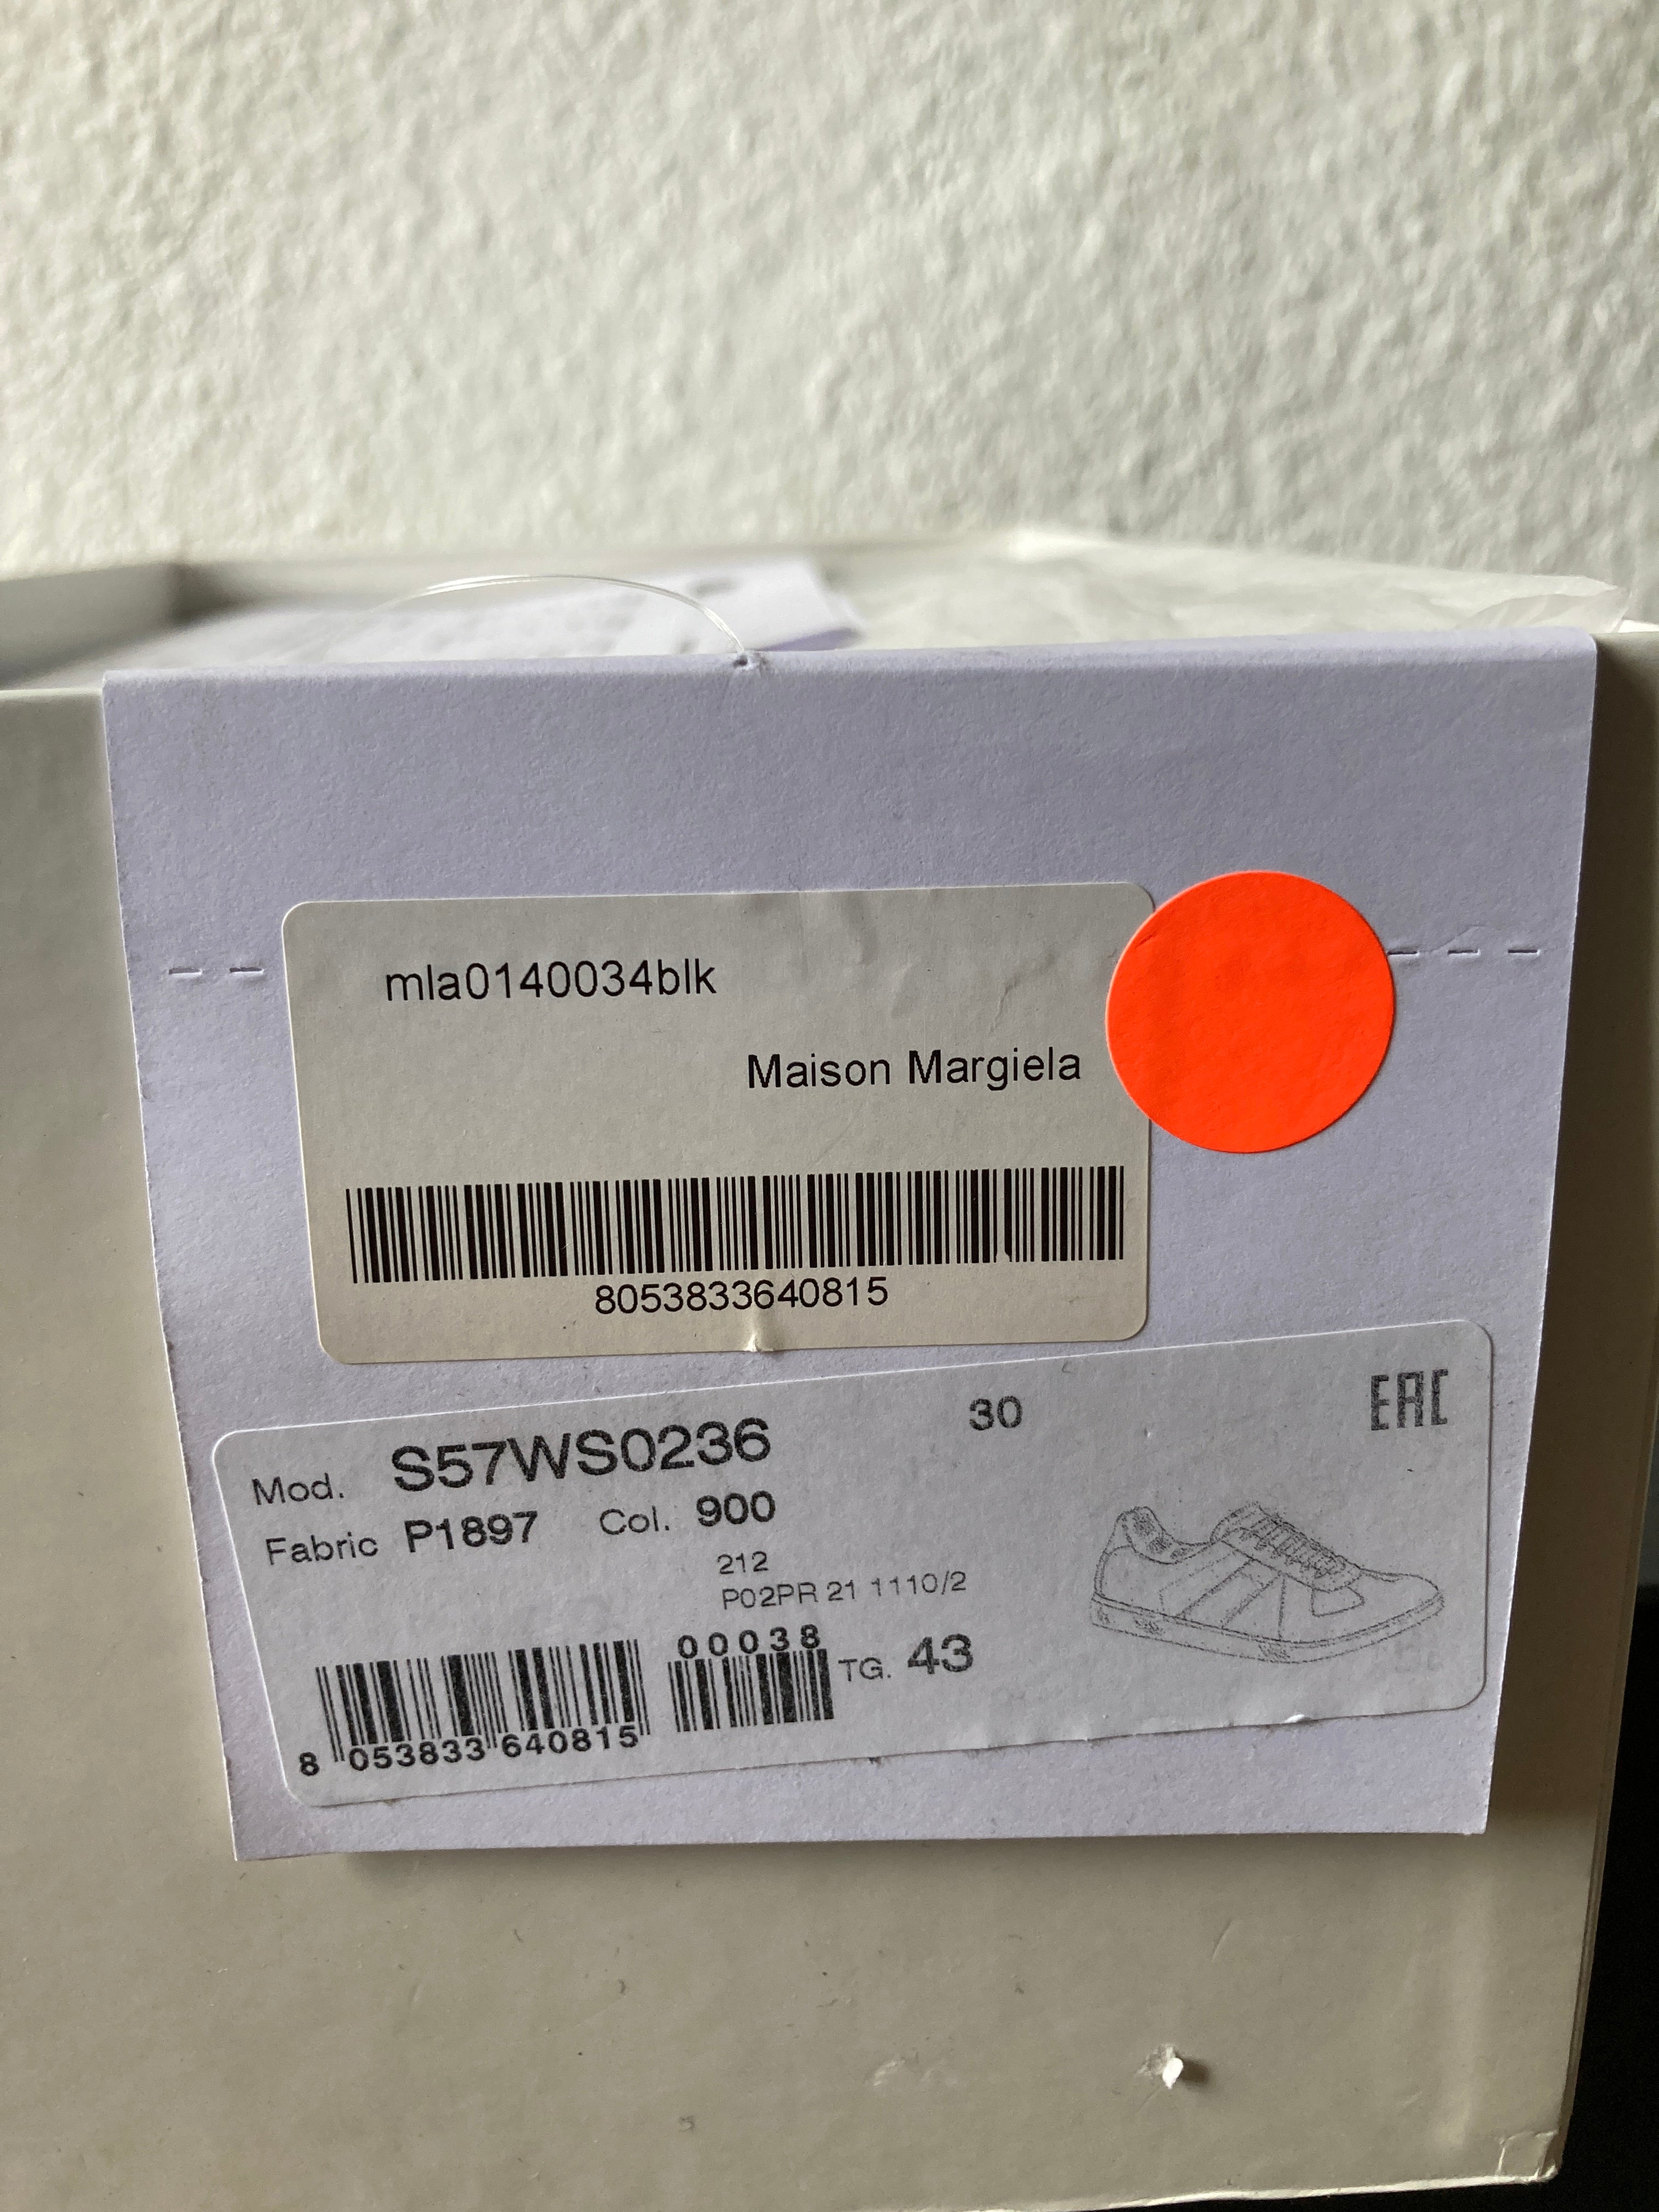 mla0140034blk
Maison Margiela
8053833640815
30
EAC
Mod. S57WS0236
Fabric P1897 Col. 900
212
P02PR 21 1110/2
00038
TG. 43
8 053833 640815